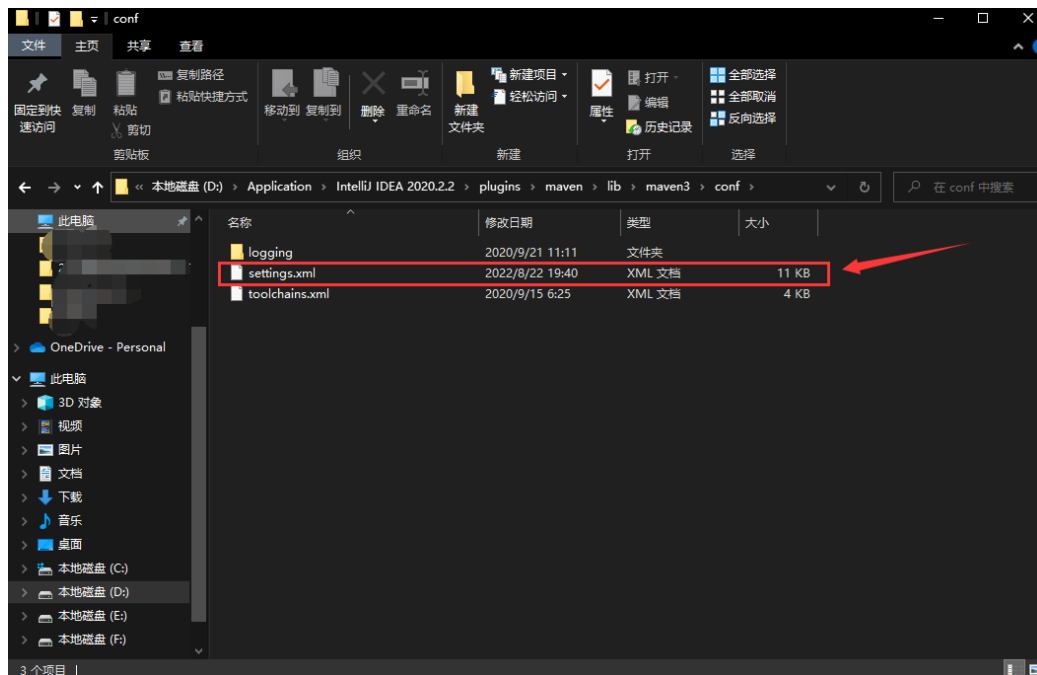 conf
文件 主页 共享 查看
固定到快速访问
复制
粘贴
复制路径
粘贴快捷方式
剪切
剪贴板
移动到
复制到
删除
重命名
组织
新建文件夹
新建项目
轻松访问
新建
属性
打开
编辑
历史记录
打开
全部选择
全部取消
反向选择
选择
« 本地磁盘 (D:) › Application › IntelliJ IDEA 2020.2.2 › plugins › maven › lib › maven3 › conf ›
在 conf 中搜索
名称 修改日期 类型 大小
logging 2020/9/21 11:11 文件夹
settings.xml 2022/8/22 19:40 XML 文档 11 KB
toolchains.xml 2020/9/15 6:25 XML 文档 4 KB
此电脑
OneDrive - Personal
此电脑
3D 对象
视频
图片
文档
下载
音乐
桌面
本地磁盘 (C:)
本地磁盘 (D:)
本地磁盘 (E:)
本地磁盘 (F:)
3 个项目